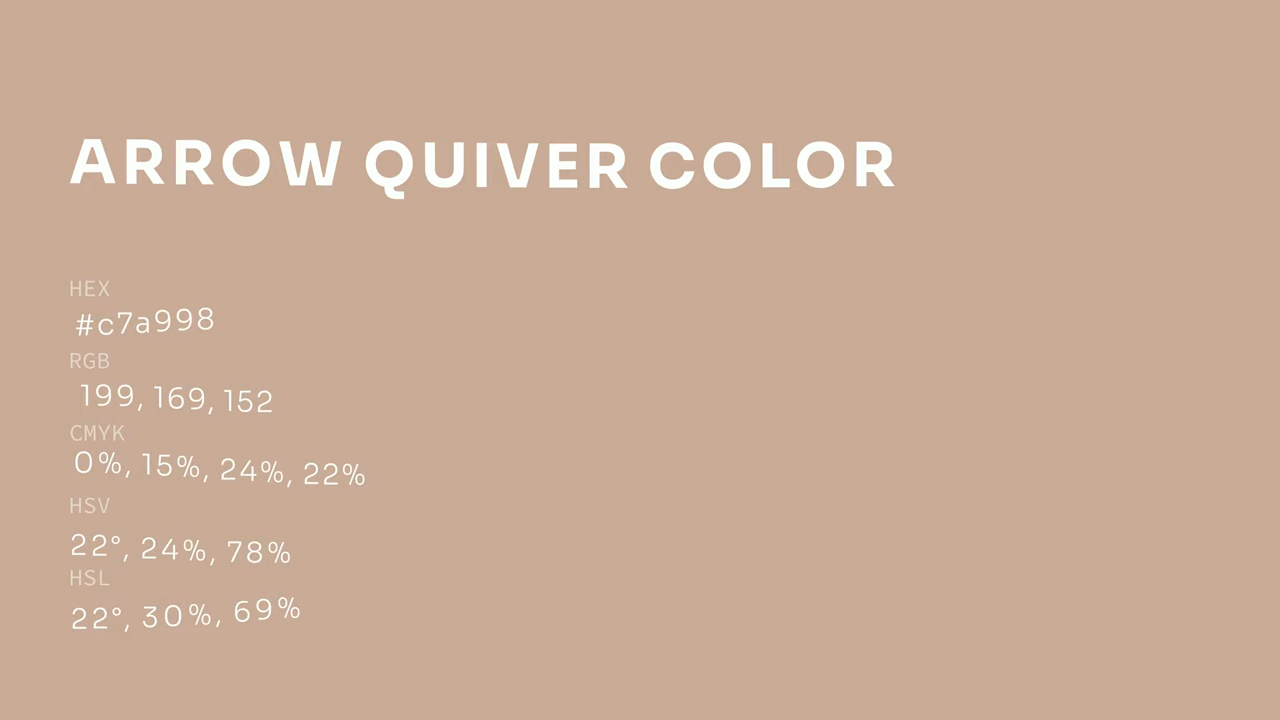 ARROW QUIVER COLOR
HEX
#c7a998
RGB
199, 169, 152
CMYK
0%, 15%, 24%, 22%
HSV
22°, 24%, 78%
HSL
22°, 30%, 69%